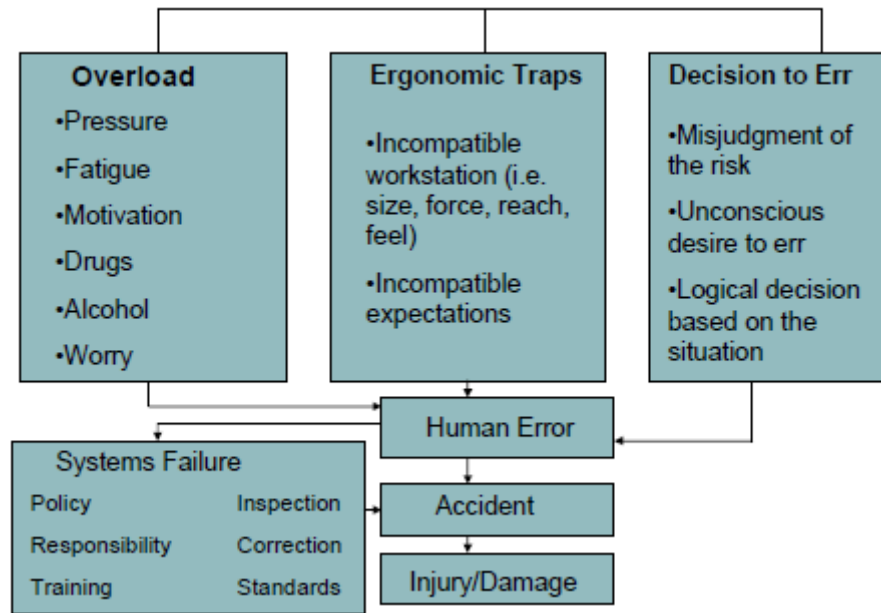 Overload
•Pressure
•Fatigue
•Motivation
•Drugs
•Alcohol
•Worry
Ergonomic Traps
•Incompatible
workstation (i.e.
size, force, reach,
feel)
•Incompatible
expectations
Decision to Err
•Misjudgment of
the risk
•Unconscious
desire to err
•Logical decision
based on the
situation
Human Error
Systems Failure
Policy Inspection
Responsibility Correction
Training Standards
Accident
Injury/Damage